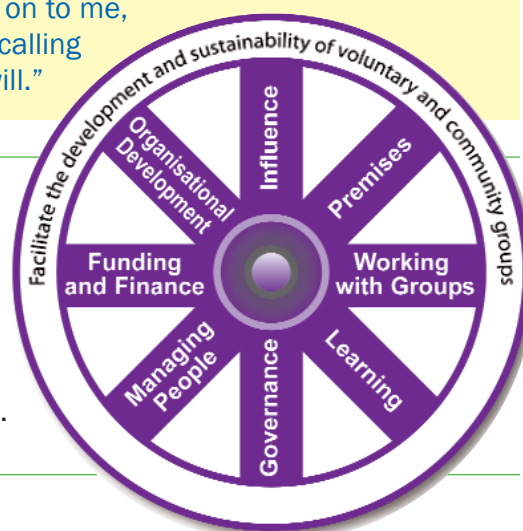 on to me,
calling
ill.”
Facilitate the development and sustainability of voluntary and community groups
Influence
Premises
Working
with Groups
Learning
Governance
Managing
People
Funding
and Finance
Organisational
Development
.